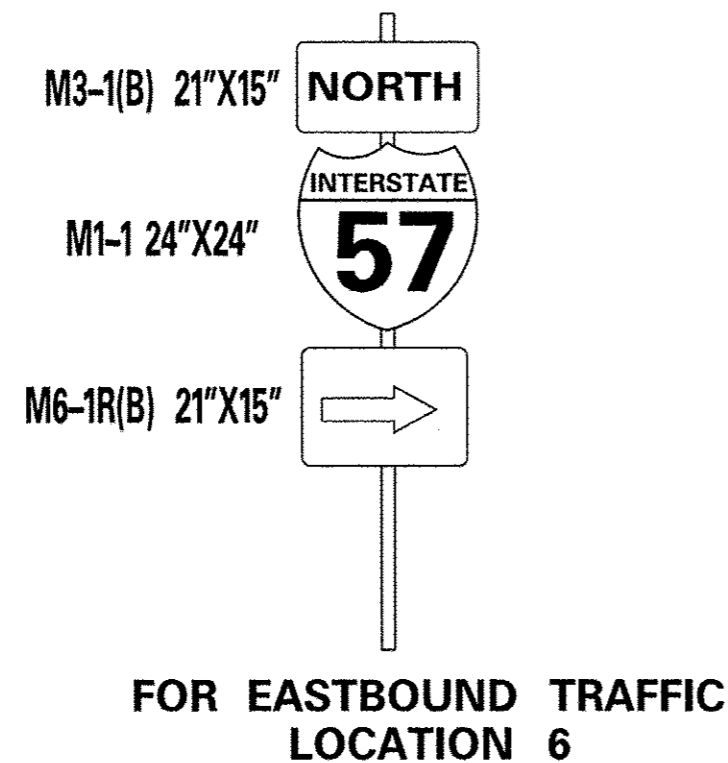 M3-1(B) 21"X15" NORTH
INTERSTATE
M1-1 24"X24" 57
M6-1R(B) 21"X15"
FOR EASTBOUND TRAFFIC
LOCATION 6